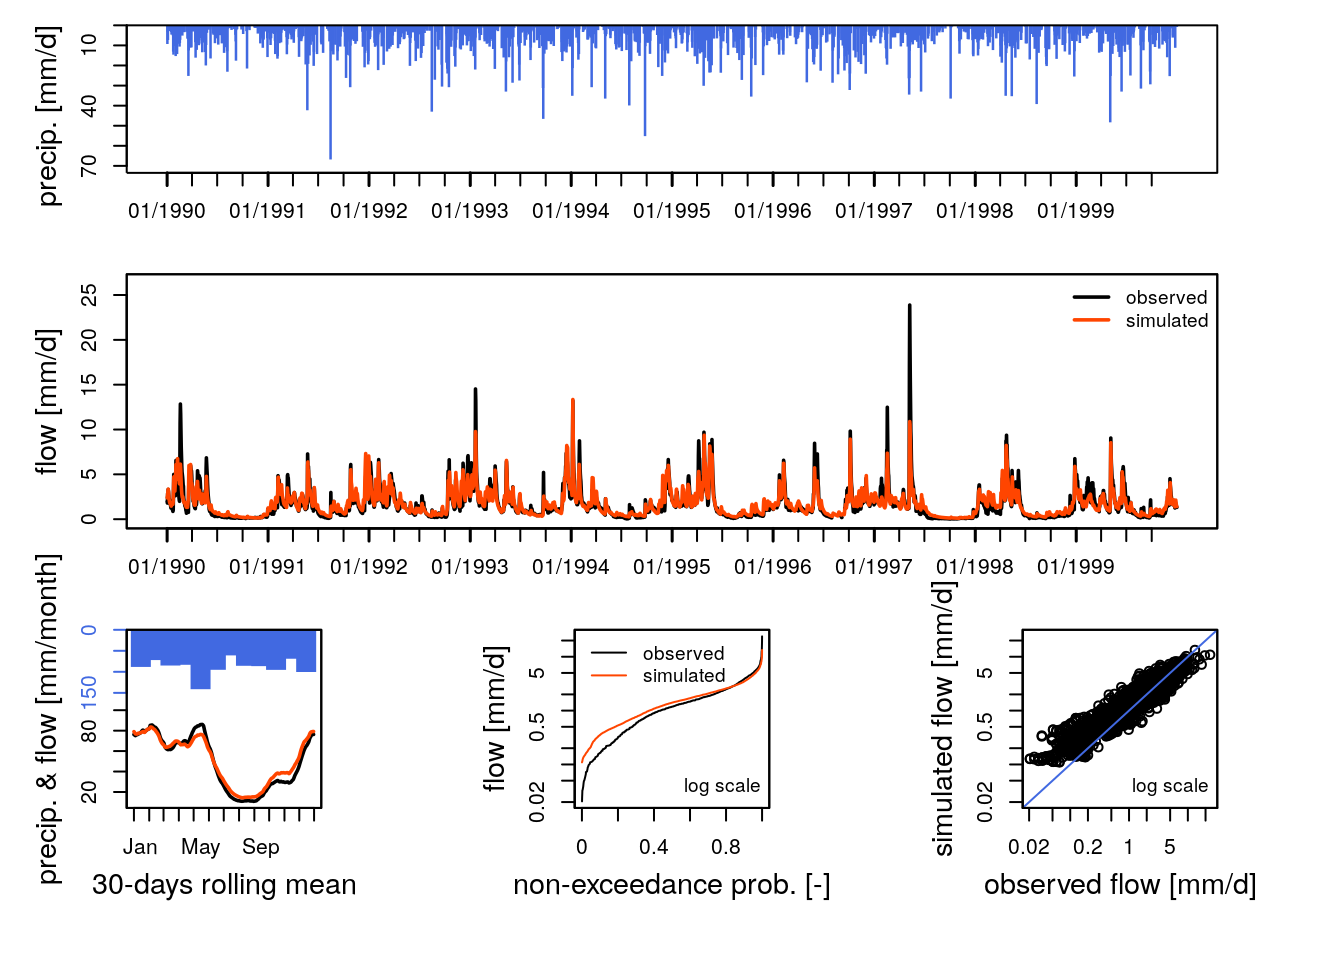 precip. [mm/d]
10
40
70
01/1990 01/1991 01/1992 01/1993 01/1994 01/1995 01/1996 01/1997 01/1998 01/1999
flow [mm/d]
25
20
15
10
5
0
observed
simulated
01/1990 01/1991 01/1992 01/1993 01/1994 01/1995 01/1996 01/1997 01/1998 01/1999
precip. & flow [mm/month]
0
150
80
20
Jan May Sep
30-days rolling mean
flow [mm/d]
5
0.5
0.02
observed
simulated
log scale
0 0.4 0.8
non-exceedance prob. [-]
simulated flow [mm/d]
5
0.5
0.02
log scale
0.02 0.2 1 5
observed flow [mm/d]